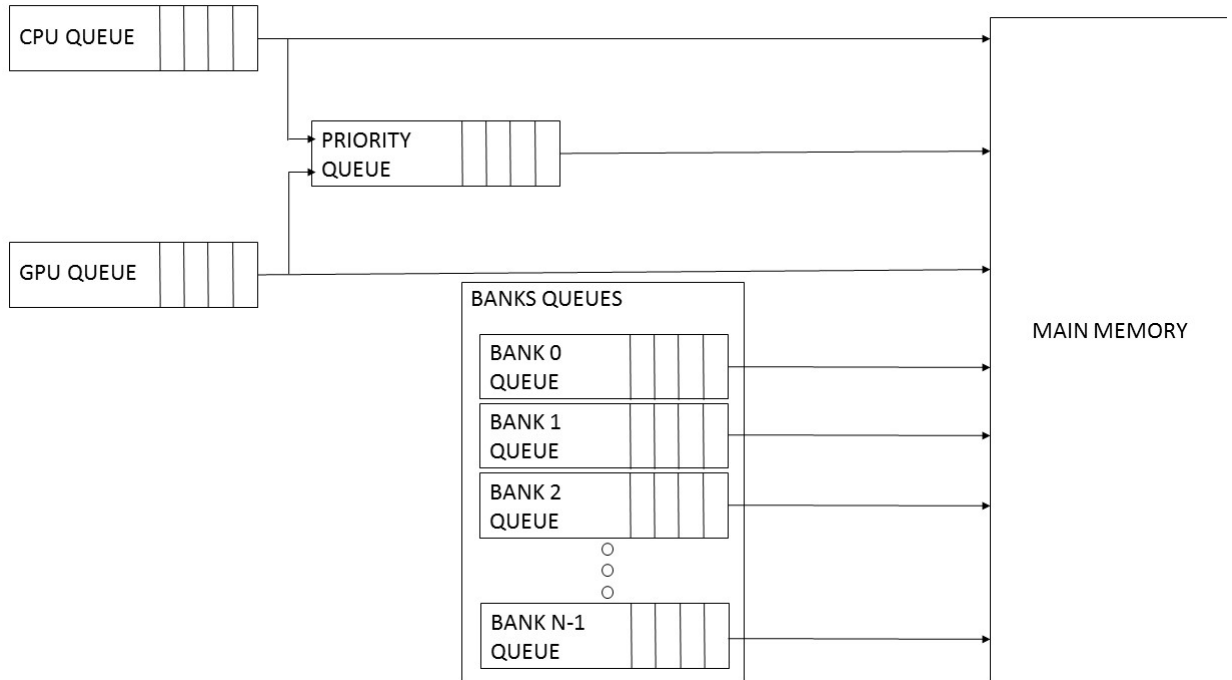 CPU QUEUE
PRIORITY
QUEUE
GPU QUEUE
BANKS QUEUES
BANK 0
QUEUE
BANK 1
QUEUE
BANK 2
QUEUE
BANK N-1
QUEUE
MAIN MEMORY